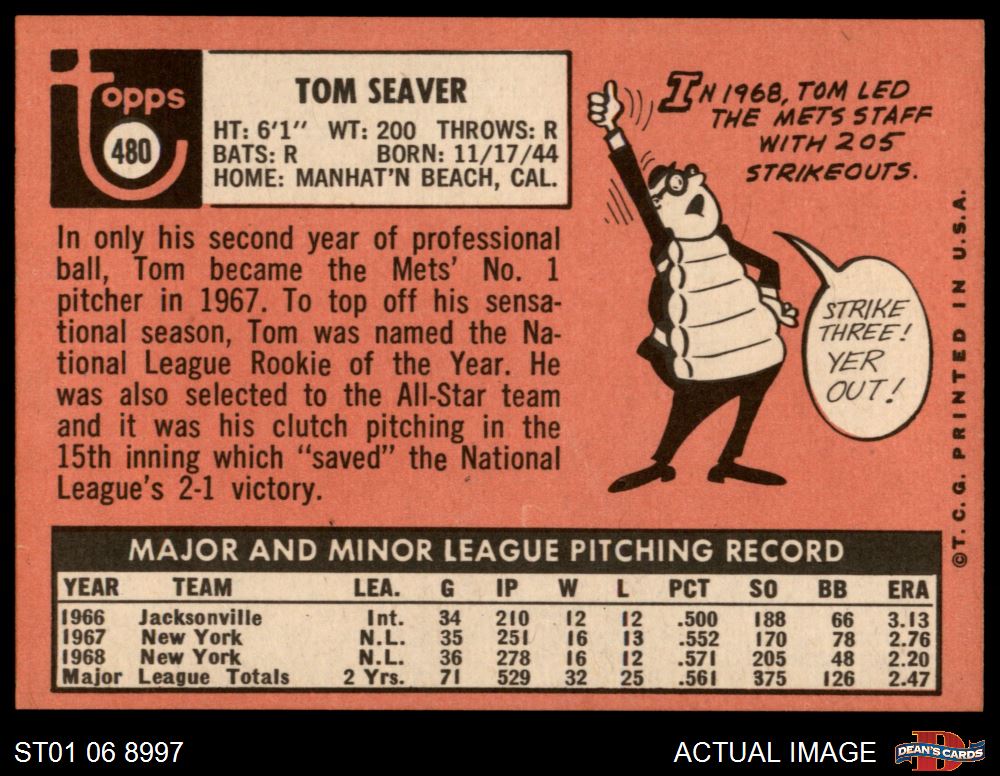 Topps
480
TOM SEAVER
HT: 6'1" WT: 200 THROWS: R
BATS: R BORN: 11/17/44
HOME: MANHAT'N BEACH, CAL.
In only his second year of professional
ball, Tom became the Mets' No. 1
pitcher in 1967. To top off his sensa-
tional season, Tom was named the Na-
tional League Rookie of the Year. He
was also selected to the All-Star team
and it was his clutch pitching in the
15th inning which "saved" the National
League's 2-1 victory.
IN 1968, TOM LED
THE METS STAFF
WITH 205
STRIKEOUTS.
STRIKE
THREE!
YER
OUT!
© T. C. G. PRINTED IN U.S.A.
MAJOR AND MINOR LEAGUE PITCHING RECORD
YEAR TEAM LEA. G IP W L PCT SO BB ERA
1966 Jacksonville Int. 34 210 12 12 .500 188 66 3.13
1967 New York N.L. 35 251 16 13 .552 170 78 2.76
1968 New York N.L. 36 278 16 12 .571 205 48 2.20
Major League Totals 2 Yrs. 71 529 32 25 .561 375 126 2.47
ST01 06 8997
ACTUAL IMAGE
D
DEAN'S CARDS